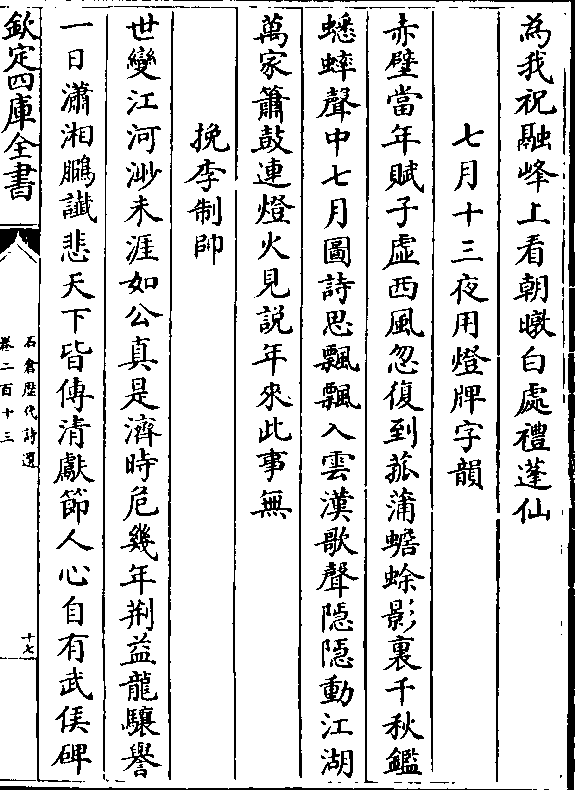 為我祝融峰上看朝暾白處禮蓬仙
七月十三夜用燈牌字韻
赤壁當年賦子虛西風忽復到菰蒲蟾蜍影裏千秋鑑
蟋蟀聲中七月圖詩思飄飄入雲漢歌聲隠隠動江湖
萬家簫鼓連燈火見説年來此事無
挽李制帥
世變江河渺未涯如公真是濟時危幾年荆益龍驤譽
一日瀟湘鵩讖悲天下皆傳清獻節人心自有武侯碑
欽定四庫全書
石倉歴代詩選
卷二百十三
十七